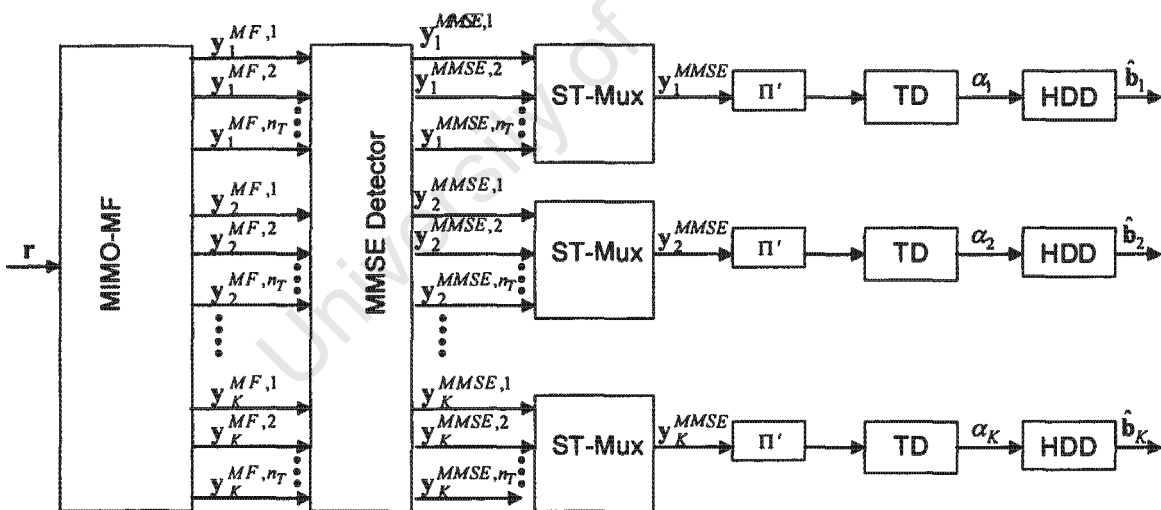 r
MIMO-MF
y_1^{MF,1}
y_1^{MF,2}
y_1^{MF,n_T}
y_2^{MF,1}
y_2^{MF,2}
y_2^{MF,n_T}
y_K^{MF,1}
y_K^{MF,2}
y_K^{MF,n_T}
MMSE Detector
y_1^{MMSE,1}
y_1^{MMSE,2}
y_1^{MMSE,n_T}
ST-Mux
y_1^{MMSE}
Π'
TD
α_1
HDD
b̂_1
y_2^{MMSE,1}
y_2^{MMSE,2}
y_2^{MMSE,n_T}
ST-Mux
y_2^{MMSE}
Π'
TD
α_2
HDD
b̂_2
y_K^{MMSE,1}
y_K^{MMSE,2}
y_K^{MMSE,n_T}
ST-Mux
y_K^{MMSE}
Π'
TD
α_K
HDD
b̂_K
University of